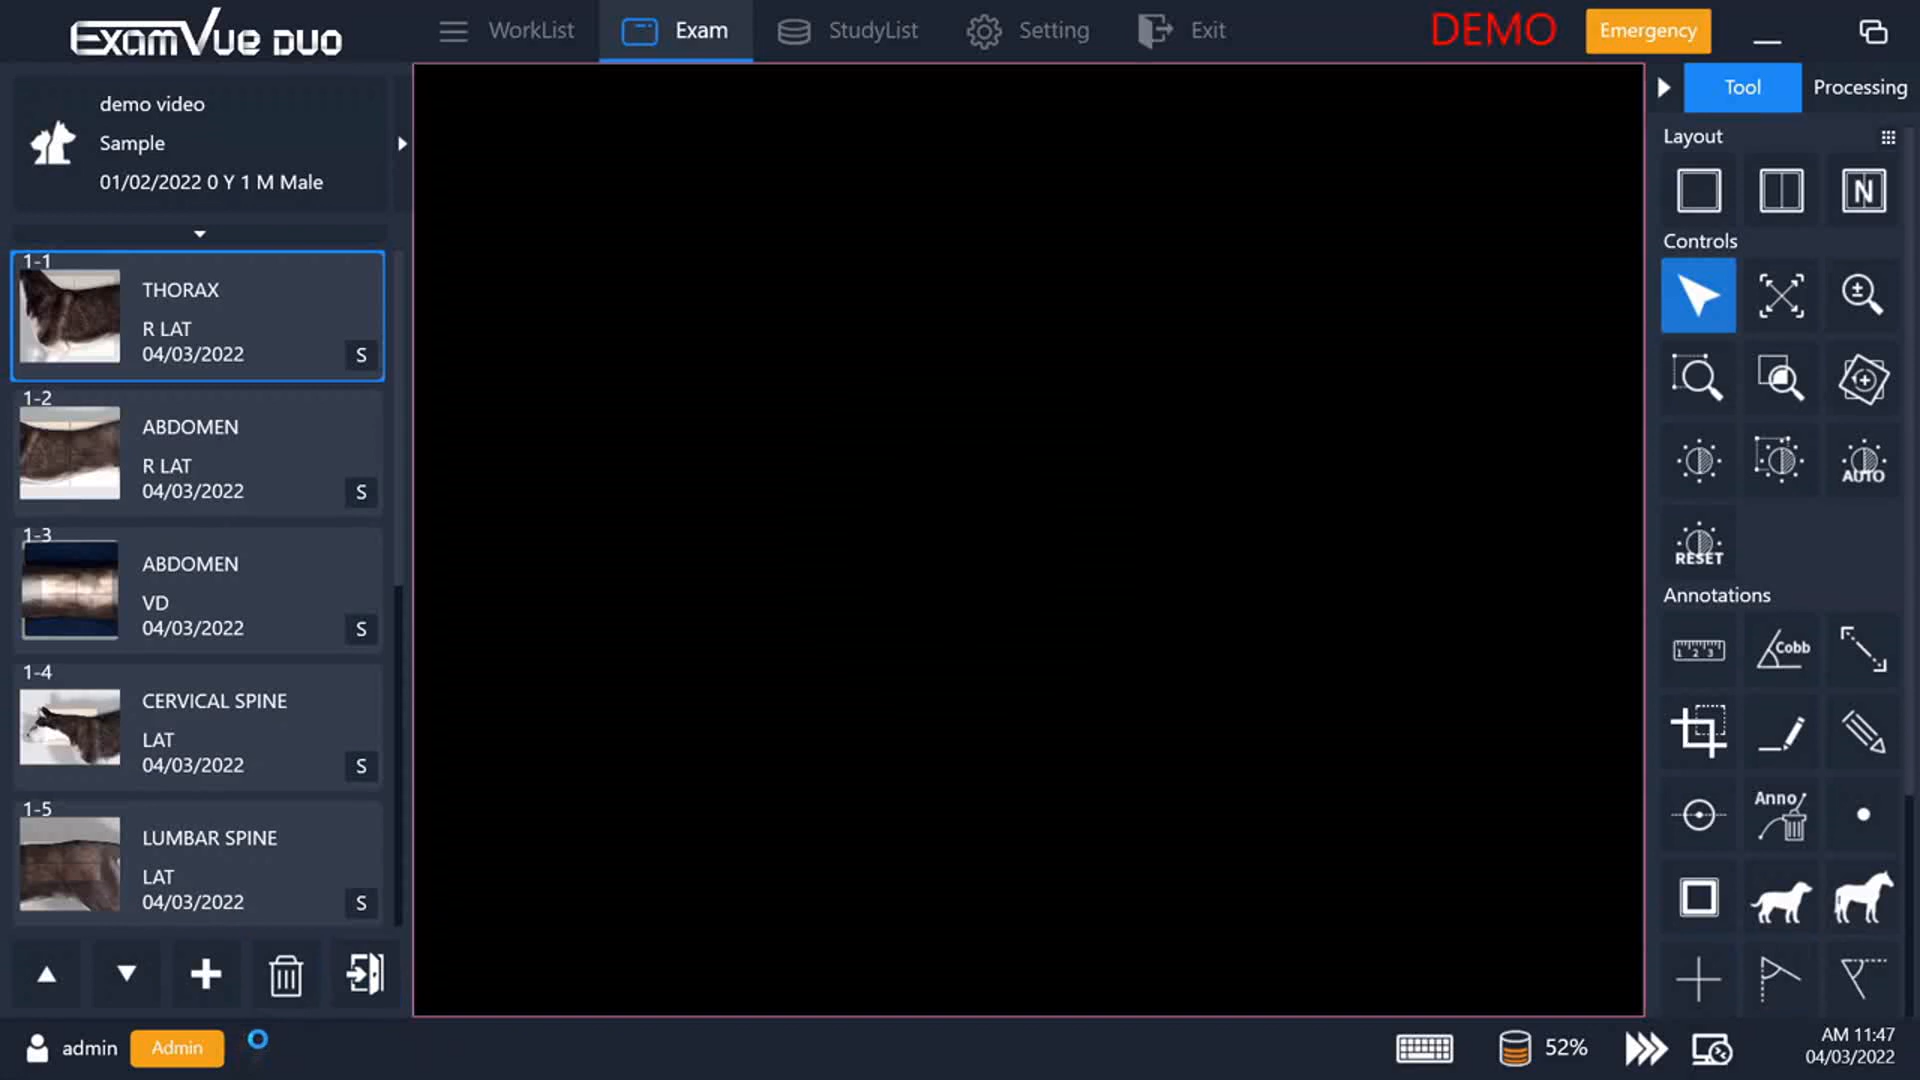 ExamVue DUO
WorkList
Exam
StudyList
Setting
Exit
DEMO
Emergency
demo video
Sample
01/02/2022 0 Y 1 M Male
1-1
THORAX
R LAT
04/03/2022
S
1-2
ABDOMEN
R LAT
04/03/2022
S
1-3
ABDOMEN
VD
04/03/2022
S
1-4
CERVICAL SPINE
LAT
04/03/2022
S
1-5
LUMBAR SPINE
LAT
04/03/2022
S
Tool
Processing
Layout
N
Controls
AUTO
RESET
Annotations
1 2 3
Cobb
Anno
admin
Admin
52%
AM 11:47
04/03/2022